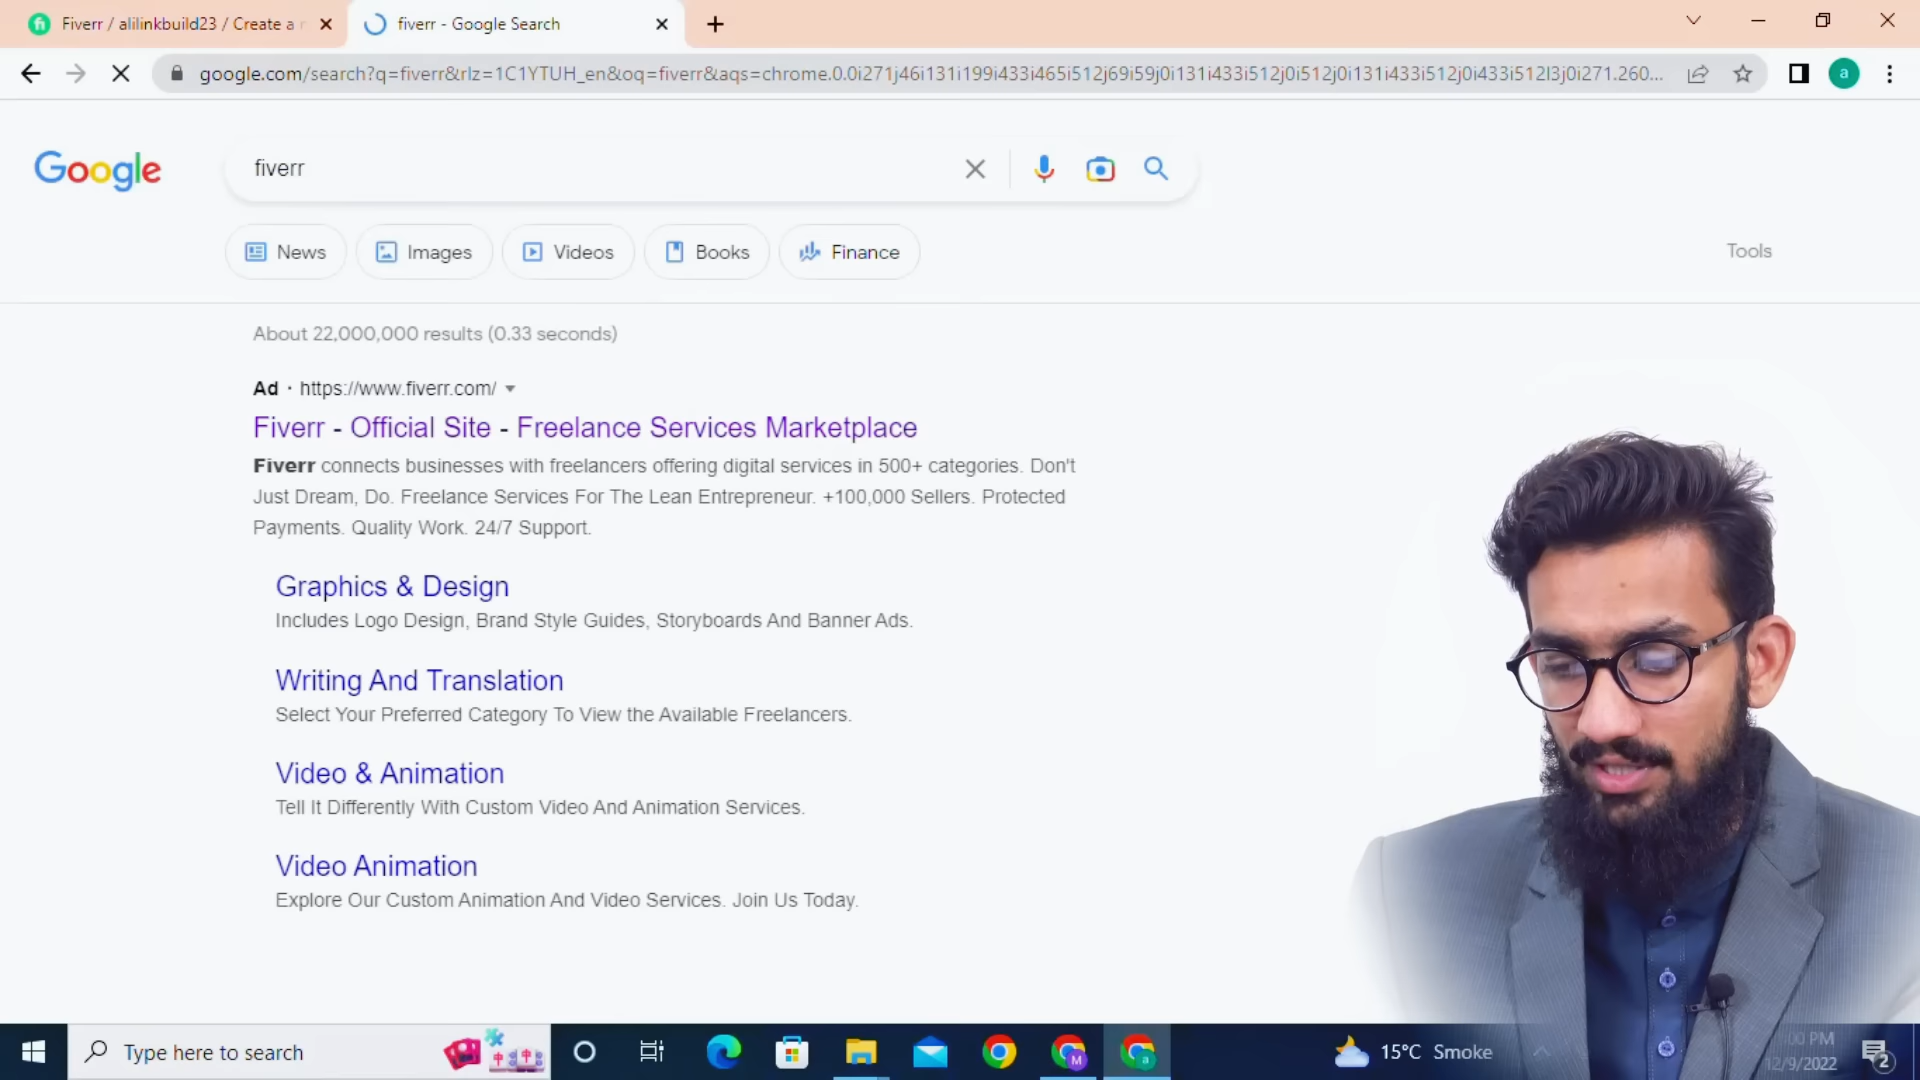 Fiverr / alilinkbuild23 / Create a
fiverr - Google Search
google.com/search?q=fiverr&rlz=1C1YTUH_en&oq=fiverr&aqs=chrome.0.0i271j46i131i199i433i465i512j69i59j0i131i433i512j0i512j0i131i433i512j0i433i512l3j0i271.260...
a
Google
fiverr
News
Images
Videos
Books
Finance
Tools
About 22,000,000 results (0.33 seconds)
Ad · https://www.fiverr.com/
Fiverr - Official Site - Freelance Services Marketplace
Fiverr connects businesses with freelancers offering digital services in 500+ categories. Don't
Just Dream, Do. Freelance Services For The Lean Entrepreneur. +100,000 Sellers. Protected
Payments. Quality Work. 24/7 Support.
Graphics & Design
Includes Logo Design, Brand Style Guides, Storyboards And Banner Ads.
Writing And Translation
Select Your Preferred Category To View the Available Freelancers.
Video & Animation
Tell It Differently With Custom Video And Animation Services.
Video Animation
Explore Our Custom Animation And Video Services. Join Us Today.
Type here to search
M
a
15°C Smoke
:00 PM
12/9/2022
2